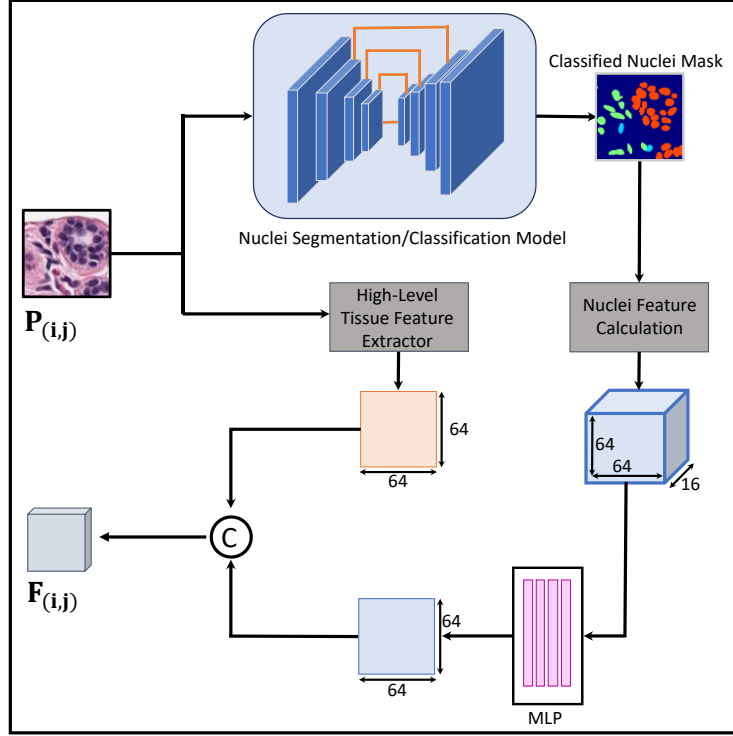 Classified Nuclei Mask
Nuclei Segmentation/Classification Model
P(i,j)
High-Level
Tissue Feature
Extractor
Nuclei Feature
Calculation
64
64
64
64
16
C
F(i,j)
64
64
MLP